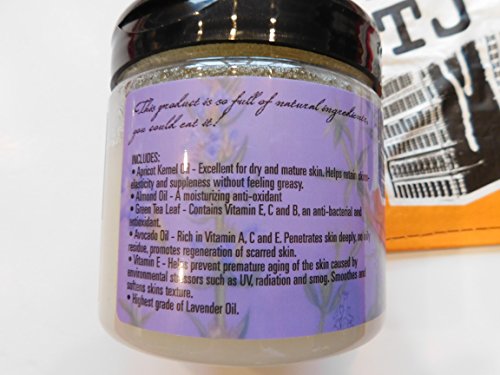 This product is so full of natural ingredients,
you could eat it!
INCLUDES:
• Apricot Kernel Oil - Excellent for dry and mature skin. Helps retain skins
elasticity and suppleness without feeling greasy.
• Almond Oil - A moisturizing anti-oxidant
• Green Tea Leaf - Contains Vitamin E, C and B, an anti-bacterial and
antioxidant.
• Avocado Oil - Rich in Vitamin A, C and E. Penetrates skin deeply, no oily
residue, promotes regeneration of scarred skin.
• Vitamin E - Helps prevent premature aging of the skin caused by
environmental stressors such as UV, radiation and smog. Smoothes and
softens skins texture.
• Highest grade of Lavender Oil.